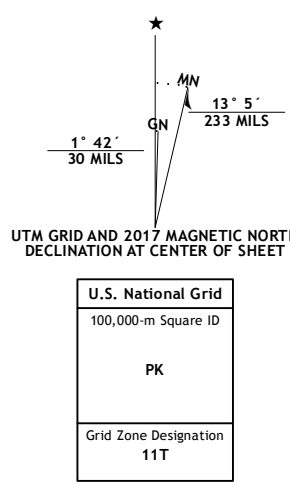 ★
MN
GN
13° 5´
233 MILS
1° 42´
30 MILS
UTM GRID AND 2017 MAGNETIC NORT
DECLINATION AT CENTER OF SHEET
U.S. National Grid
100,000-m Square ID
PK
Grid Zone Designation
11T